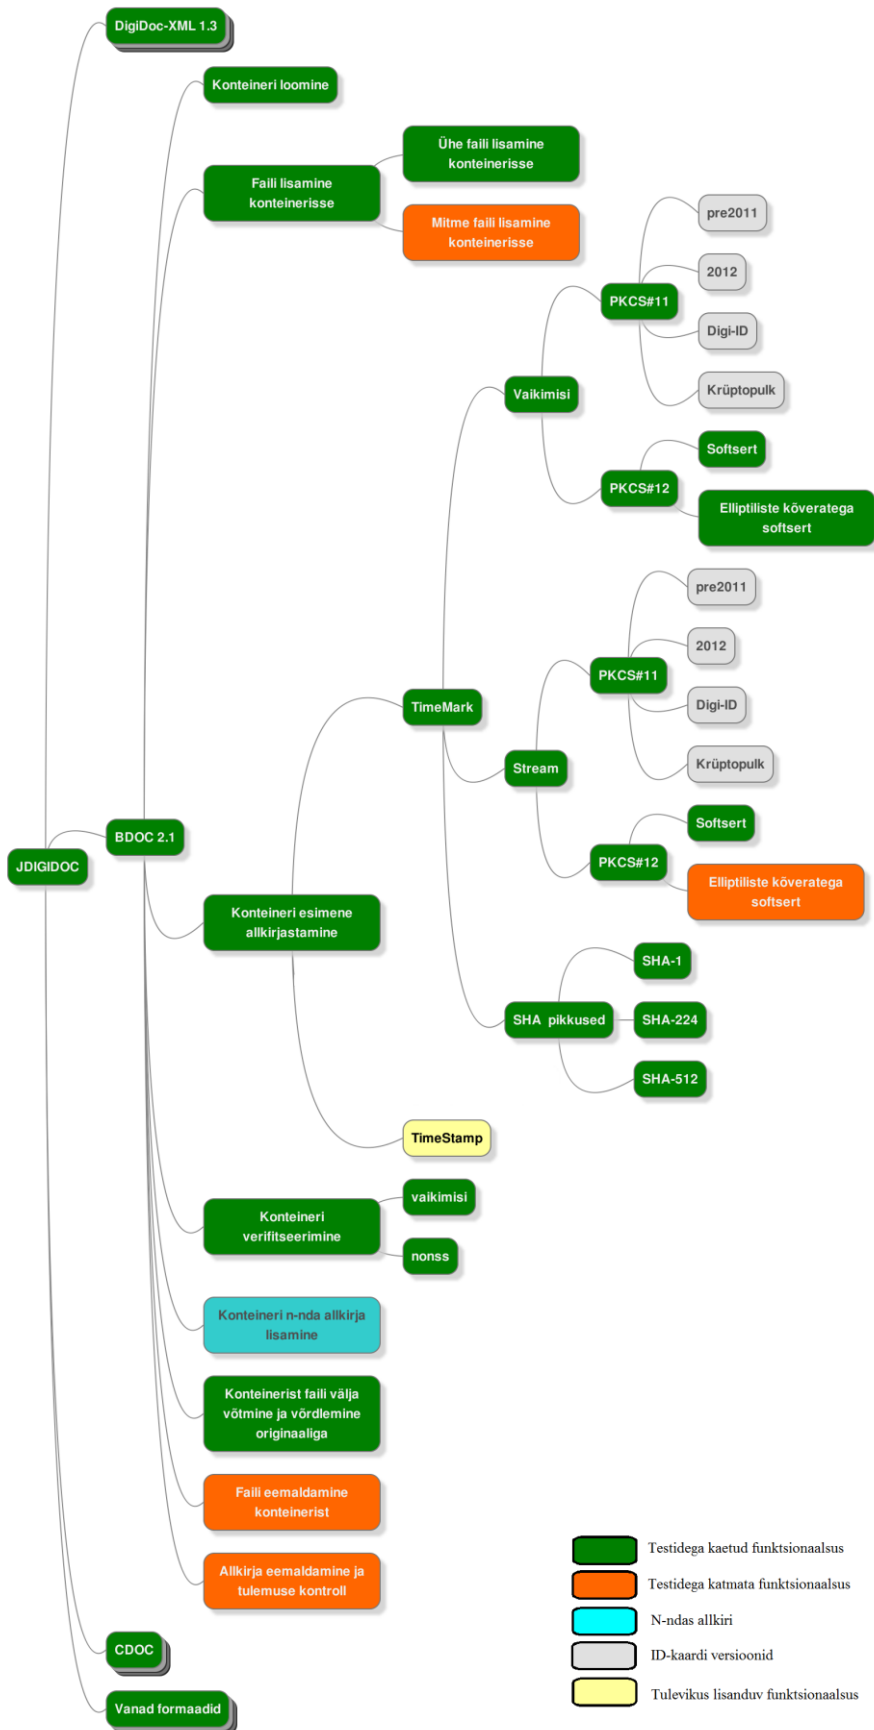 DigiDoc-XML 1.3
Konteineri loomine
Faili lisamine
konteinerisse
Ühe faili lisamine
konteinerisse
Mitme faili lisamine
konteinerisse
pre2011
2012
PKCS#11
Digi-ID
Krüptopulk
Vaikimisi
Softsert
PKCS#12
Elliptiliste kõveratega
softsert
pre2011
2012
PKCS#11
Digi-ID
Krüptopulk
TimeMark
Stream
Softsert
PKCS#12
Elliptiliste kõveratega
softsert
JDIGIDOC
BDOC 2.1
Konteineri esimene
allkirjastamine
SHA-1
SHA pikkused
SHA-224
SHA-512
TimeStamp
Konteineri
verifitseerimine
vaikimisi
nonss
Konteineri n-nda allkirja
lisamine
Konteinerist faili välja
võtmine ja võrdlemine
originaaliga
Faili eemaldamine
konteinerist
Allkirja eemaldamine ja
tulemuse kontroll
CDOC
Vanad formaadid
Testidega kaetud funktsionaalsus
Testidega katmata funktsionaalsus
N-ndas allkiri
ID-kaardi versioonid
Tulevikus lisanduv funktsionaalsus